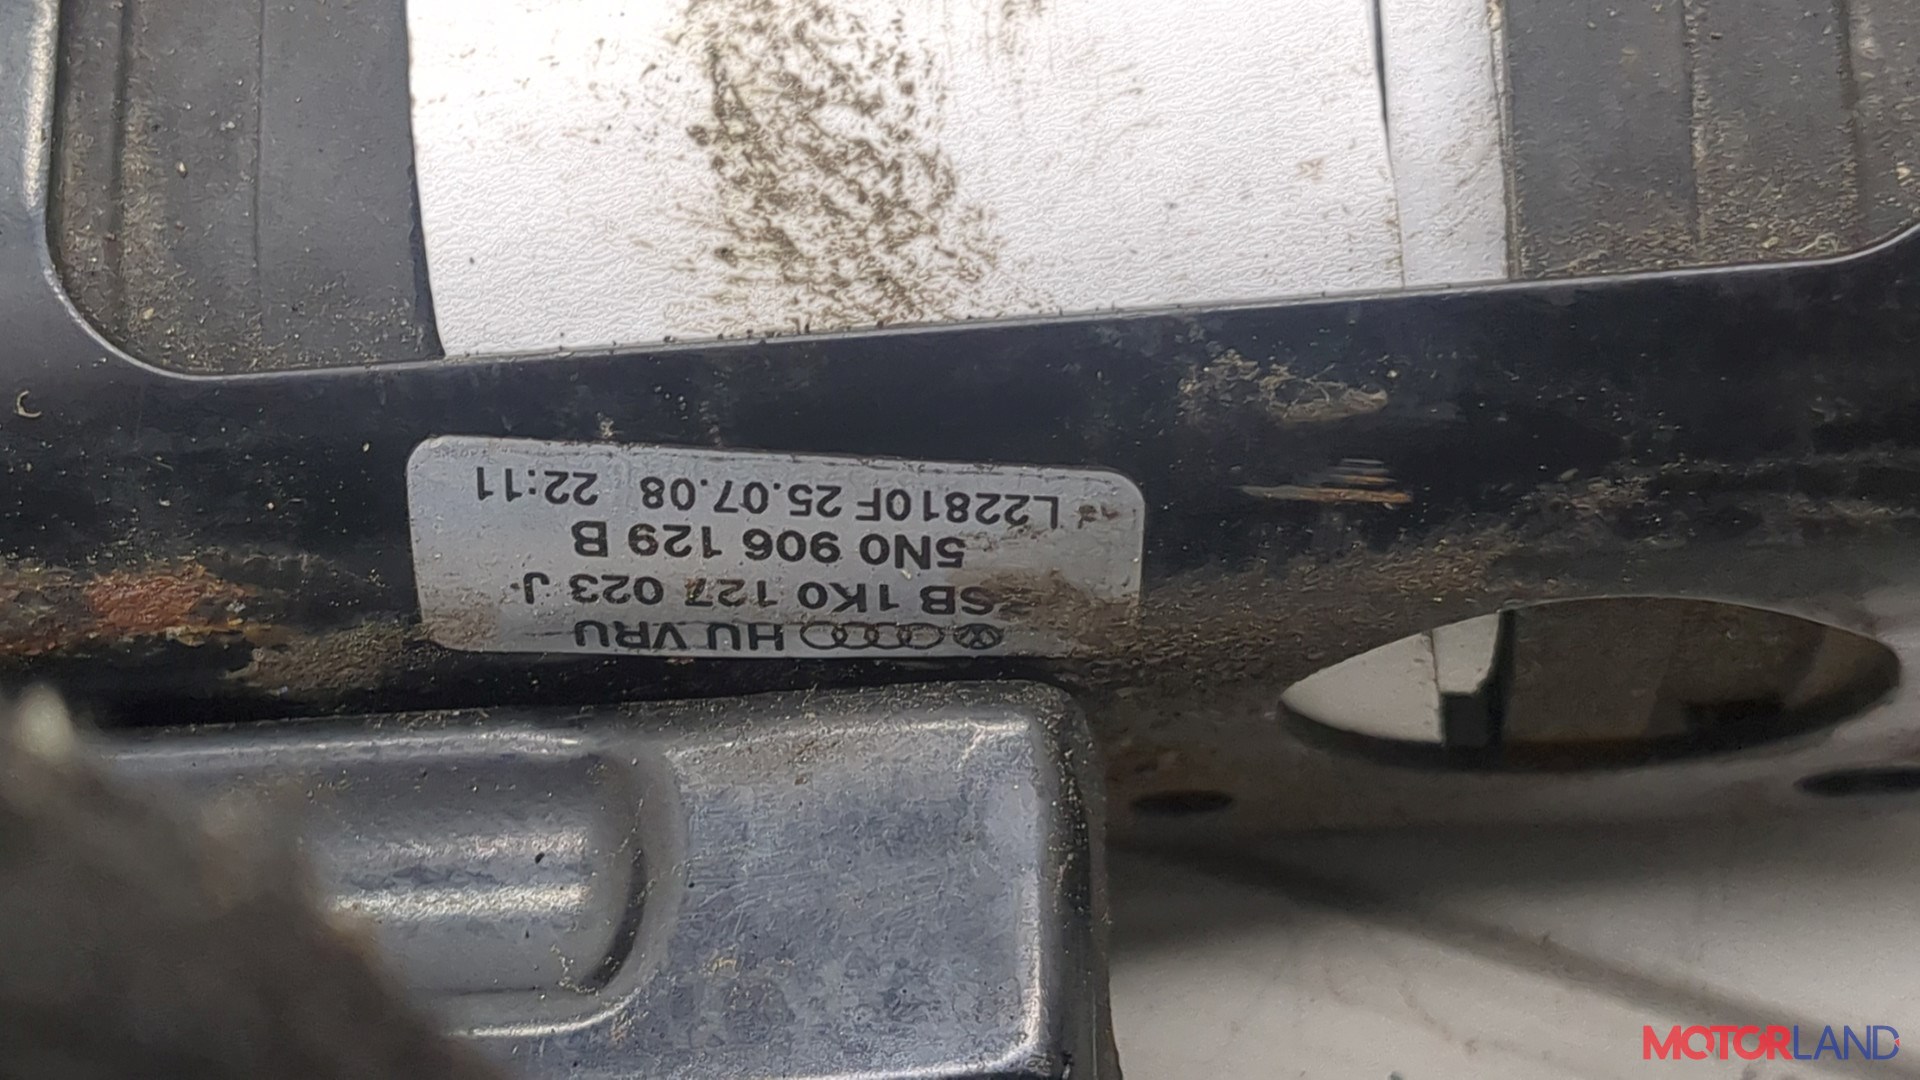 HU VRU
SB 1K0 127 023 J
5N0 906 129 B
L22810F 25.07.08 22:11
MOTORLAND